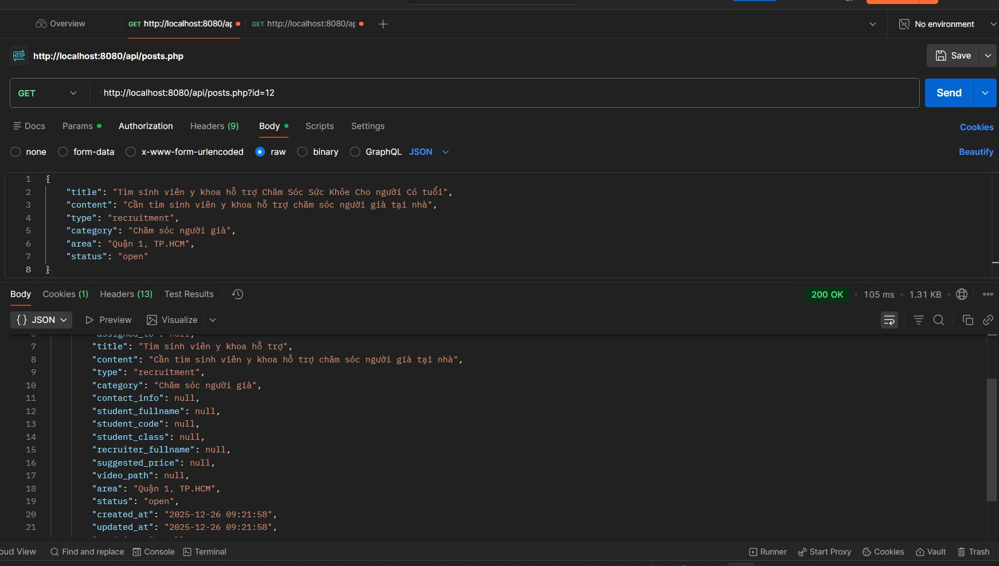 Overview
GET http://localhost:8080/ap
GET http://localhost:8080/ap
No environment
HTTP http://localhost:8080/api/posts.php
Save
GET
http://localhost:8080/api/posts.php?id=12
Send
Docs Params Authorization Headers (9) Body Scripts Settings
Cookies
none form-data x-www-form-urlencoded raw binary GraphQL JSON
Beautify
1 {
2 "title": "Tìm sinh viên y khoa hỗ trợ Chăm Sóc Sức Khỏe Cho người Có tuổi",
3 "content": "Cần tìm sinh viên y khoa hỗ trợ chăm sóc người già tại nhà",
4 "type": "recruitment",
5 "category": "Chăm sóc người già",
6 "area": "Quận 1, TP.HCM",
7 "status": "open"
8 }
Body Cookies (1) Headers (13) Test Results
200 OK • 105 ms • 1.31 KB
{} JSON Preview Visualize
6 "assigned_to": null,
7 "title": "Tìm sinh viên y khoa hỗ trợ",
8 "content": "Cần tìm sinh viên y khoa hỗ trợ chăm sóc người già tại nhà",
9 "type": "recruitment",
10 "category": "Chăm sóc người già",
11 "contact_info": null,
12 "student_fullname": null,
13 "student_code": null,
14 "student_class": null,
15 "recruiter_fullname": null,
16 "suggested_price": null,
17 "video_path": null,
18 "area": "Quận 1, TP.HCM",
19 "status": "open",
20 "created_at": "2025-12-26 09:21:58",
21 "updated_at": "2025-12-26 09:21:58",
oud View Find and replace Console Terminal
Runner Start Proxy Cookies Vault Trash